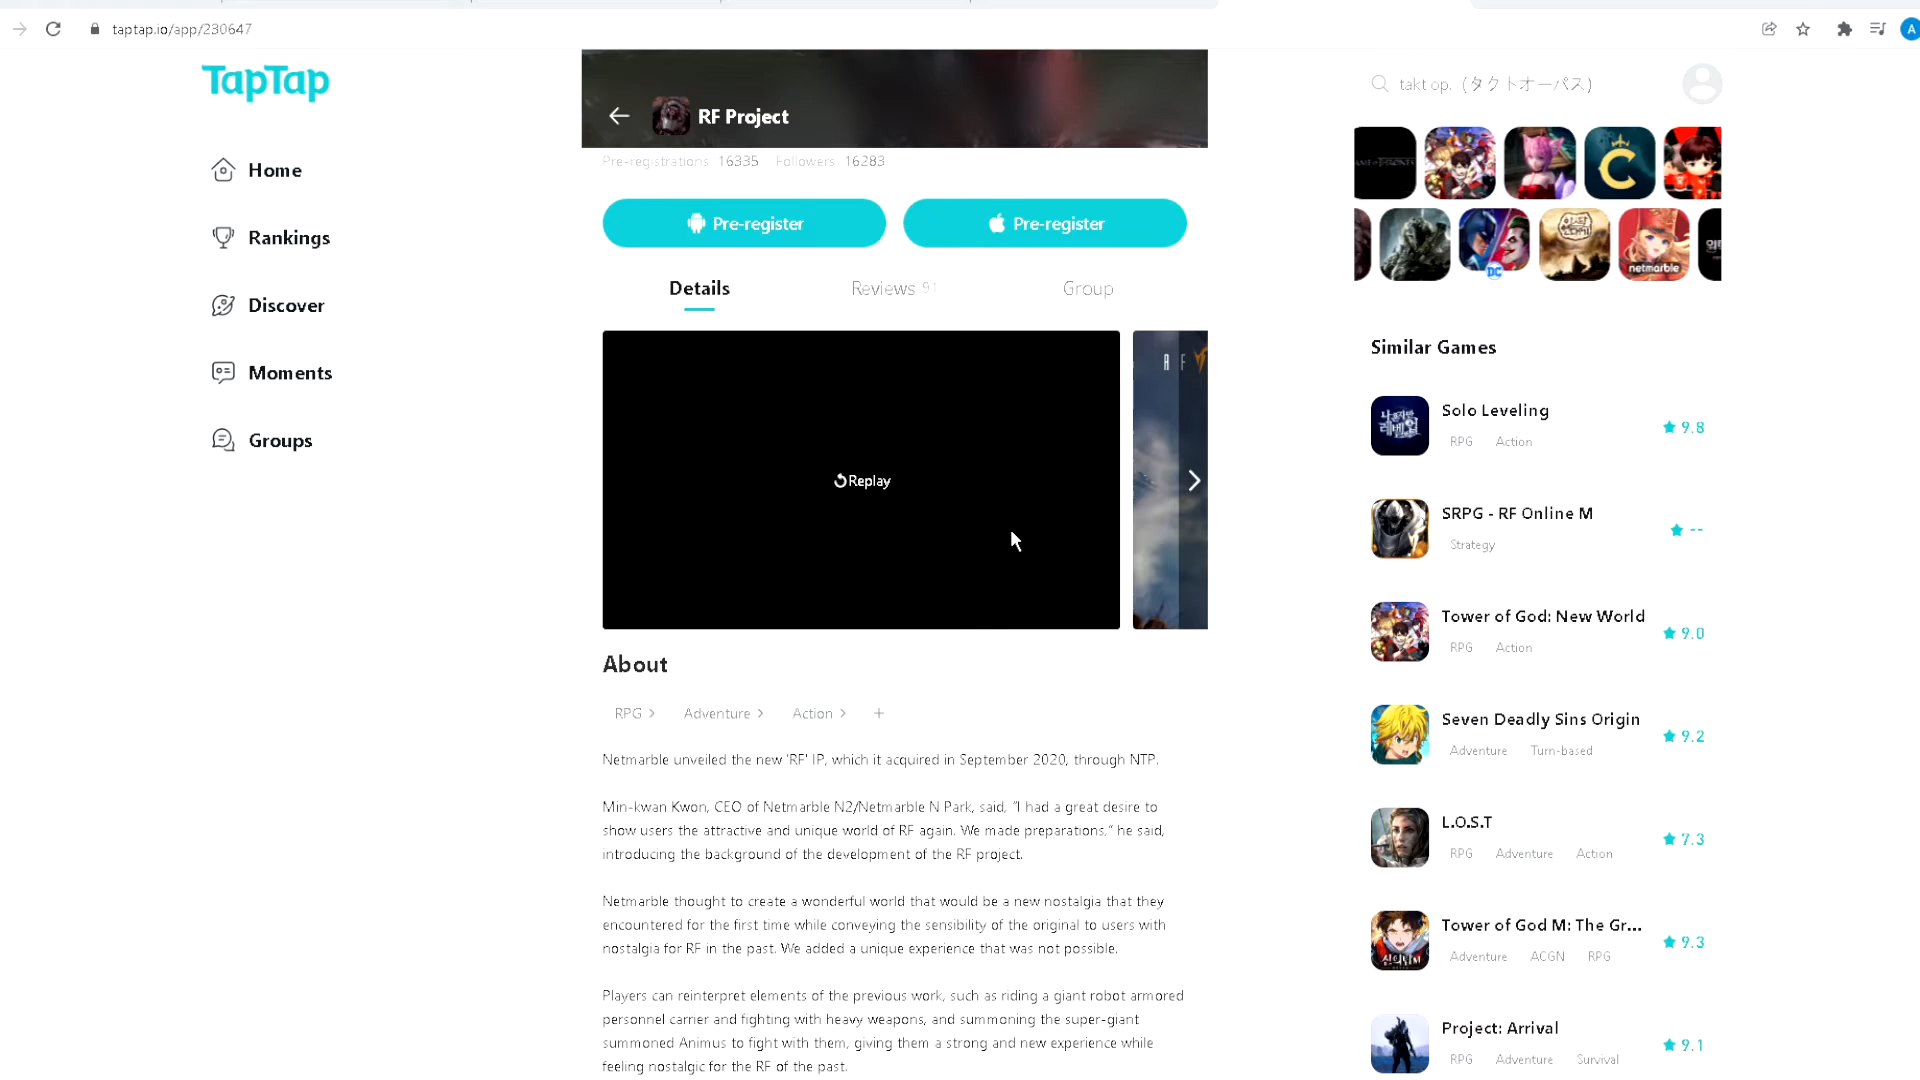 taptap.io/app/230647
TapTap
Home
Rankings
Discover
Moments
Groups
RF Project
Pre-registrations 16335 Followers 16283
Pre-register
Pre-register
Details
Reviews 91
Group
Replay
R F
About
RPG
Adventure
Action
+
Netmarble unveiled the new 'RF' IP, which it acquired in September 2020, through NTP.
Min-kwan Kwon, CEO of Netmarble N2/Netmarble N Park, said, "I had a great desire to
show users the attractive and unique world of RF again. We made preparations," he said,
introducing the background of the development of the RF project.
Netmarble thought to create a wonderful world that would be a new nostalgia that they
encountered for the first time while conveying the sensibility of the original to users with
nostalgia for RF in the past. We added a unique experience that was not possible.
Players can reinterpret elements of the previous work, such as riding a giant robot armored
personnel carrier and fighting with heavy weapons, and summoning the super-giant
summoned Animus to fight with them, giving them a strong and new experience while
feeling nostalgic for the RF of the past.
A
takt op.（タクトオーパス）
C
DC
netmarble
Similar Games
나 혼자만
레벨업
Solo Leveling
RPG Action
9.8
SRPG - RF Online M
Strategy
--
Tower of God: New World
RPG Action
9.0
Seven Deadly Sins Origin
Adventure Turn-based
9.2
L.O.S.T
RPG Adventure Action
7.3
Tower of God M: The Gr...
Adventure ACGN RPG
9.3
Project: Arrival
RPG Adventure Survival
9.1